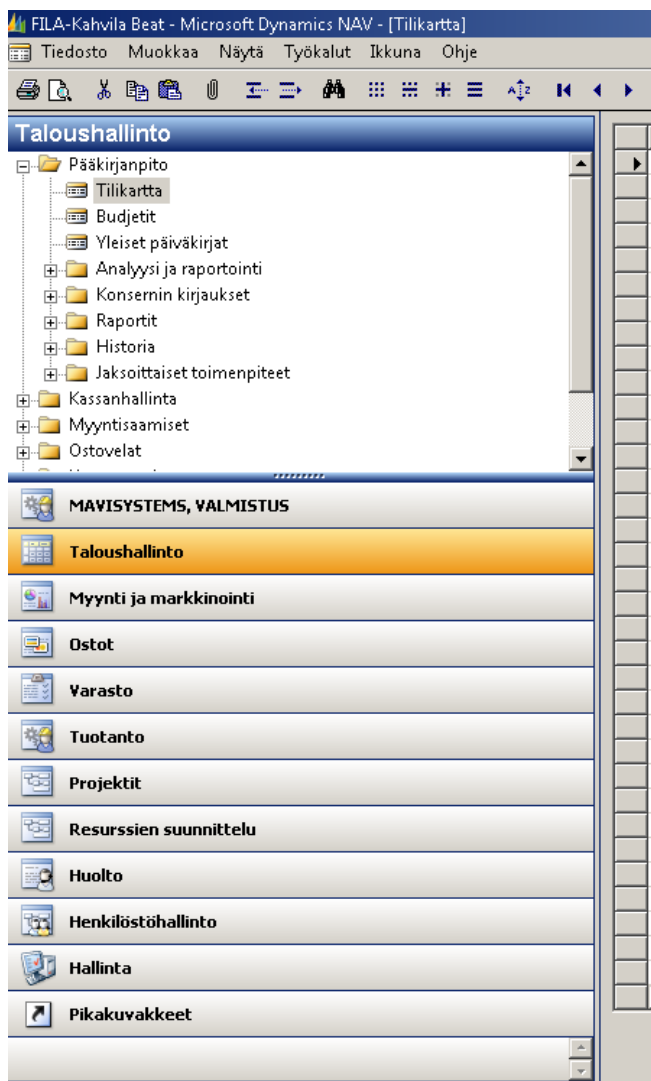 FILA-Kahvila Beat - Microsoft Dynamics NAV - [Tilikartta]
Tiedosto Muokkaa Näytä Työkalut Ikkuna Ohje
Taloushallinto
Pääkirjanpito
Tilikartta
Budjetit
Yleiset päiväkirjat
Analyysi ja raportointi
Konsernin kirjaukset
Raportit
Historia
Jaksoittaiset toimenpiteet
Kassanhallinta
Myyntisaamiset
Ostovelat
MAVISYSTEMS, VALMISTUS
Taloushallinto
Myynti ja markkinointi
Ostot
Varasto
Tuotanto
Projektit
Resurssien suunnittelu
Huolto
Henkilöstöhallinto
Hallinta
Pikakuvakkeet